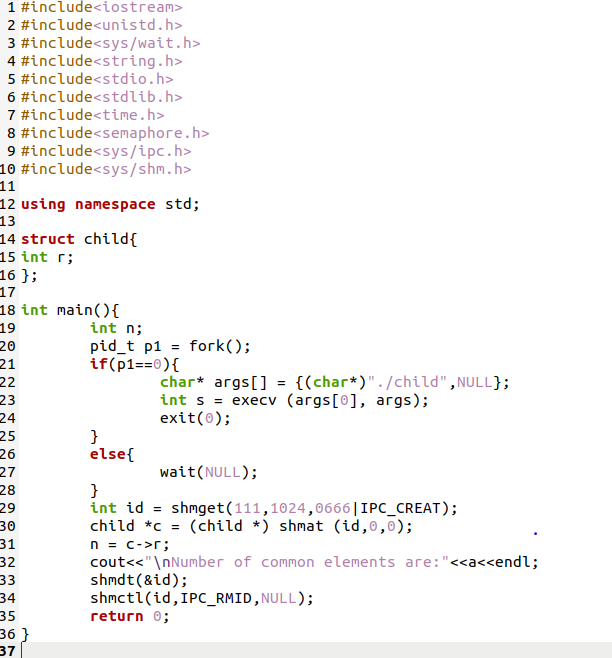 1 #include<iostream>
2 #include<unistd.h>
3 #include<sys/wait.h>
4 #include<string.h>
5 #include<stdio.h>
6 #include<stdlib.h>
7 #include<time.h>
8 #include<semaphore.h>
9 #include<sys/ipc.h>
10 #include<sys/shm.h>
11
12 using namespace std;
13
14 struct child{
15 int r;
16 };
17
18 int main(){
19         int n;
20         pid_t p1 = fork();
21         if(p1==0){
22                 char* args[] = {(char*)"./child",NULL};
23                 int s = execv (args[0], args);
24                 exit(0);
25         }
26         else{
27                 wait(NULL);
28         }
29         int id = shmget(111,1024,0666|IPC_CREAT);
30         child *c = (child *) shmat (id,0,0);
31         n = c->r;
32         cout<<"\nNumber of common elements are:"<<a<<endl;
33         shmdt(&id);
34         shmctl(id,IPC_RMID,NULL);
35         return 0;
36 }
37